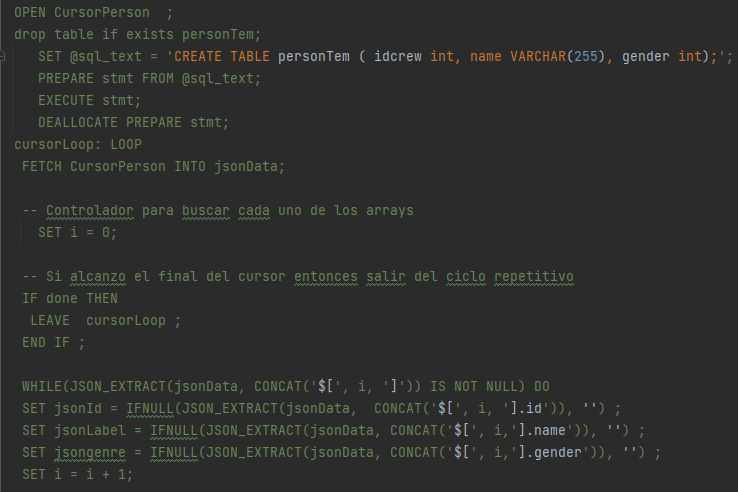 OPEN CursorPerson  ;
drop table if exists personTem;
   SET @sql_text = 'CREATE TABLE personTem ( idcrew int, name VARCHAR(255), gender int);';
   PREPARE stmt FROM @sql_text;
   EXECUTE stmt;
   DEALLOCATE PREPARE stmt;
cursorLoop: LOOP
 FETCH CursorPerson INTO jsonData;
 -- Controlador para buscar cada uno de los arrays
   SET i = 0;
 -- Si alcanzo el final del cursor entonces salir del ciclo repetitivo
 IF done THEN
  LEAVE  cursorLoop ;
 END IF ;
 WHILE(JSON_EXTRACT(jsonData, CONCAT('$[', i, ']')) IS NOT NULL) DO
 SET jsonId = IFNULL(JSON_EXTRACT(jsonData,  CONCAT('$[', i, '].id')), '') ;
 SET jsonLabel = IFNULL(JSON_EXTRACT(jsonData, CONCAT('$[', i,'].name')), '') ;
 SET jsongenre = IFNULL(JSON_EXTRACT(jsonData, CONCAT('$[', i,'].gender')), '') ;
 SET i = i + 1;